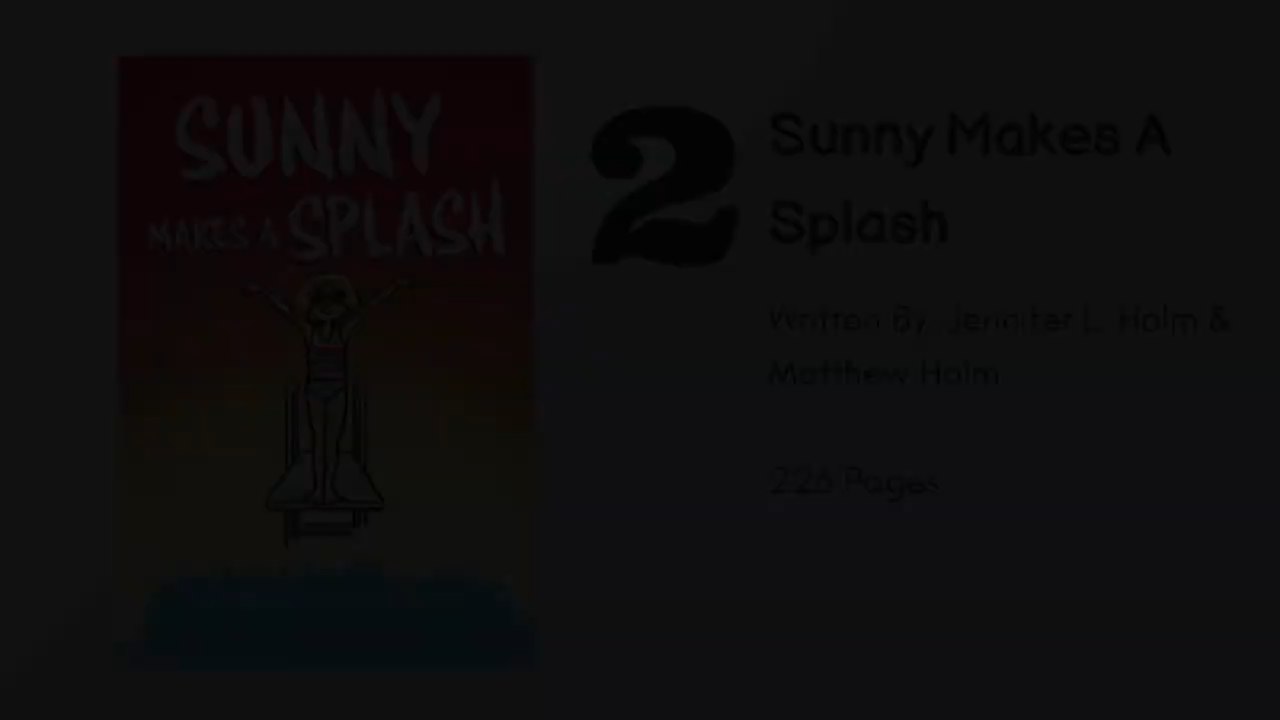 SUNNY
MAKES A SPLASH
2
Sunny Makes A
Splash
Written By: Jennifer L. Holm &
Matthew Holm
226 Pages